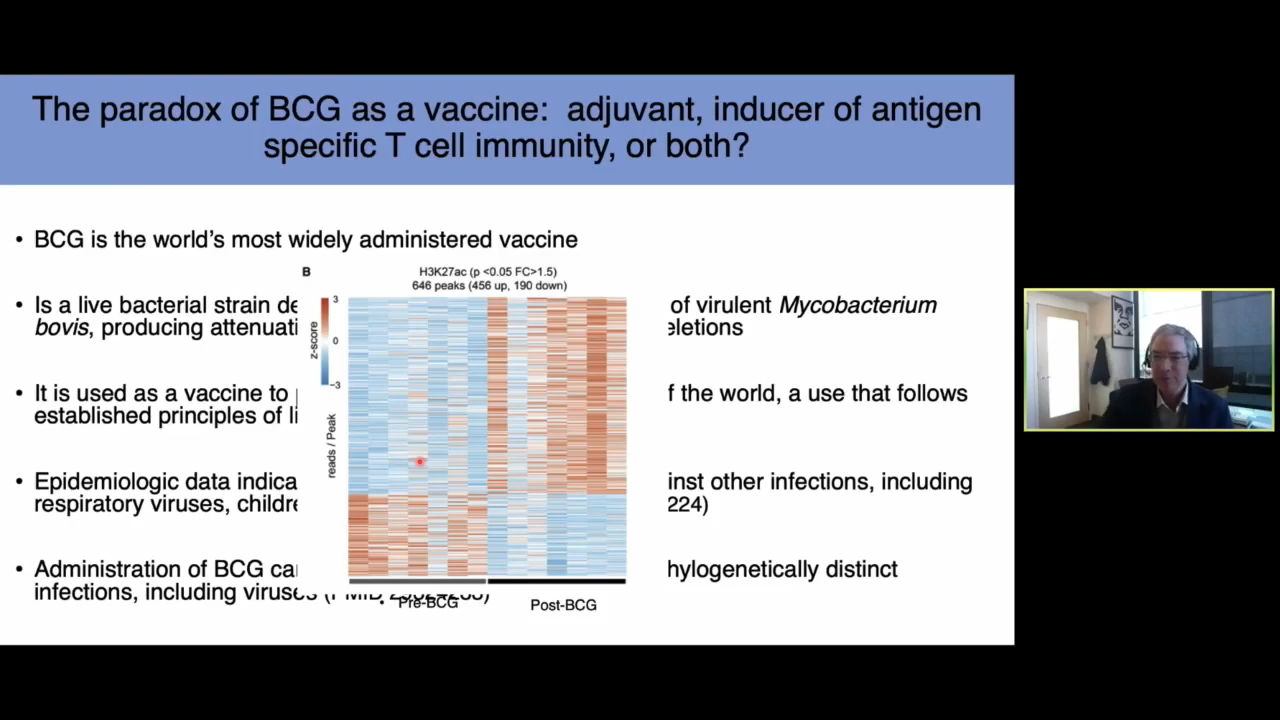 The paradox of BCG as a vaccine: adjuvant, inducer of antigen
specific T cell immunity, or both?
• BCG is the world's most widely administered vaccine
B
H3K27ac (p <0.05 FC>1.5)
646 peaks (456 up, 190 down)
• Is a live bacterial strain de
of virulent Mycobacterium
bovis, producing attenuati
eletions
3
0
-3
z-score
reads / Peak
• It is used as a vaccine to
f the world, a use that follows
established principles of li
• Epidemiologic data indica
inst other infections, including
respiratory viruses, childre
224)
• Administration of BCG ca
hylogenetically distinct
infections, including viruses
Pre-BCG
Post-BCG